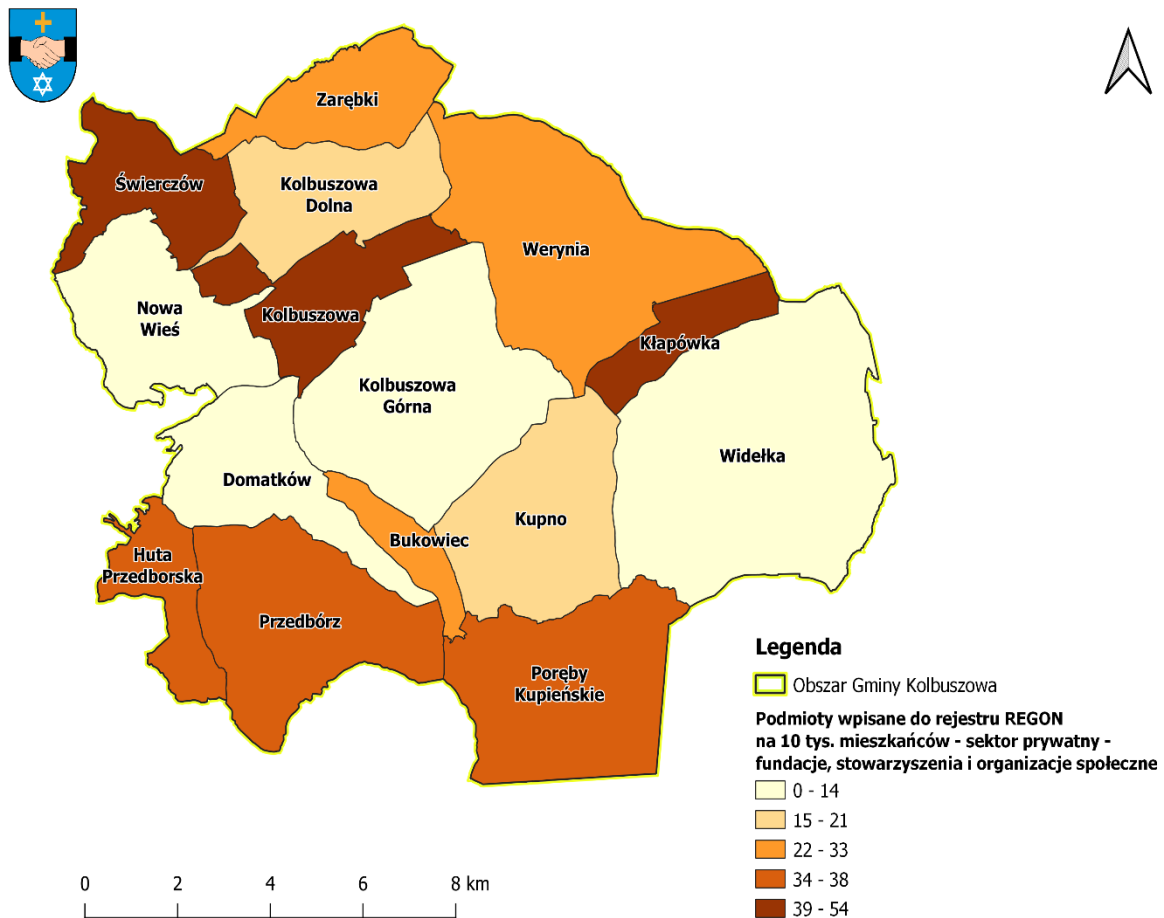 Zarębki
Świerczów
Kolbuszowa
Dolna
Werynia
Nowa
Wieś
Kolbuszowa
Kłapówka
Kolbuszowa
Górna
Widełka
Domatków
Kupno
Bukowiec
Huta
Przedborska
Przedbórz
Poręby
Kupieńskie
Legenda
Obszar Gminy Kolbuszowa
Podmioty wpisane do rejestru REGON
na 10 tys. mieszkańców - sektor prywatny -
fundacje, stowarzyszenia i organizacje społeczne
0 - 14
15 - 21
22 - 33
34 - 38
39 - 54
0 2 4 6 8 km